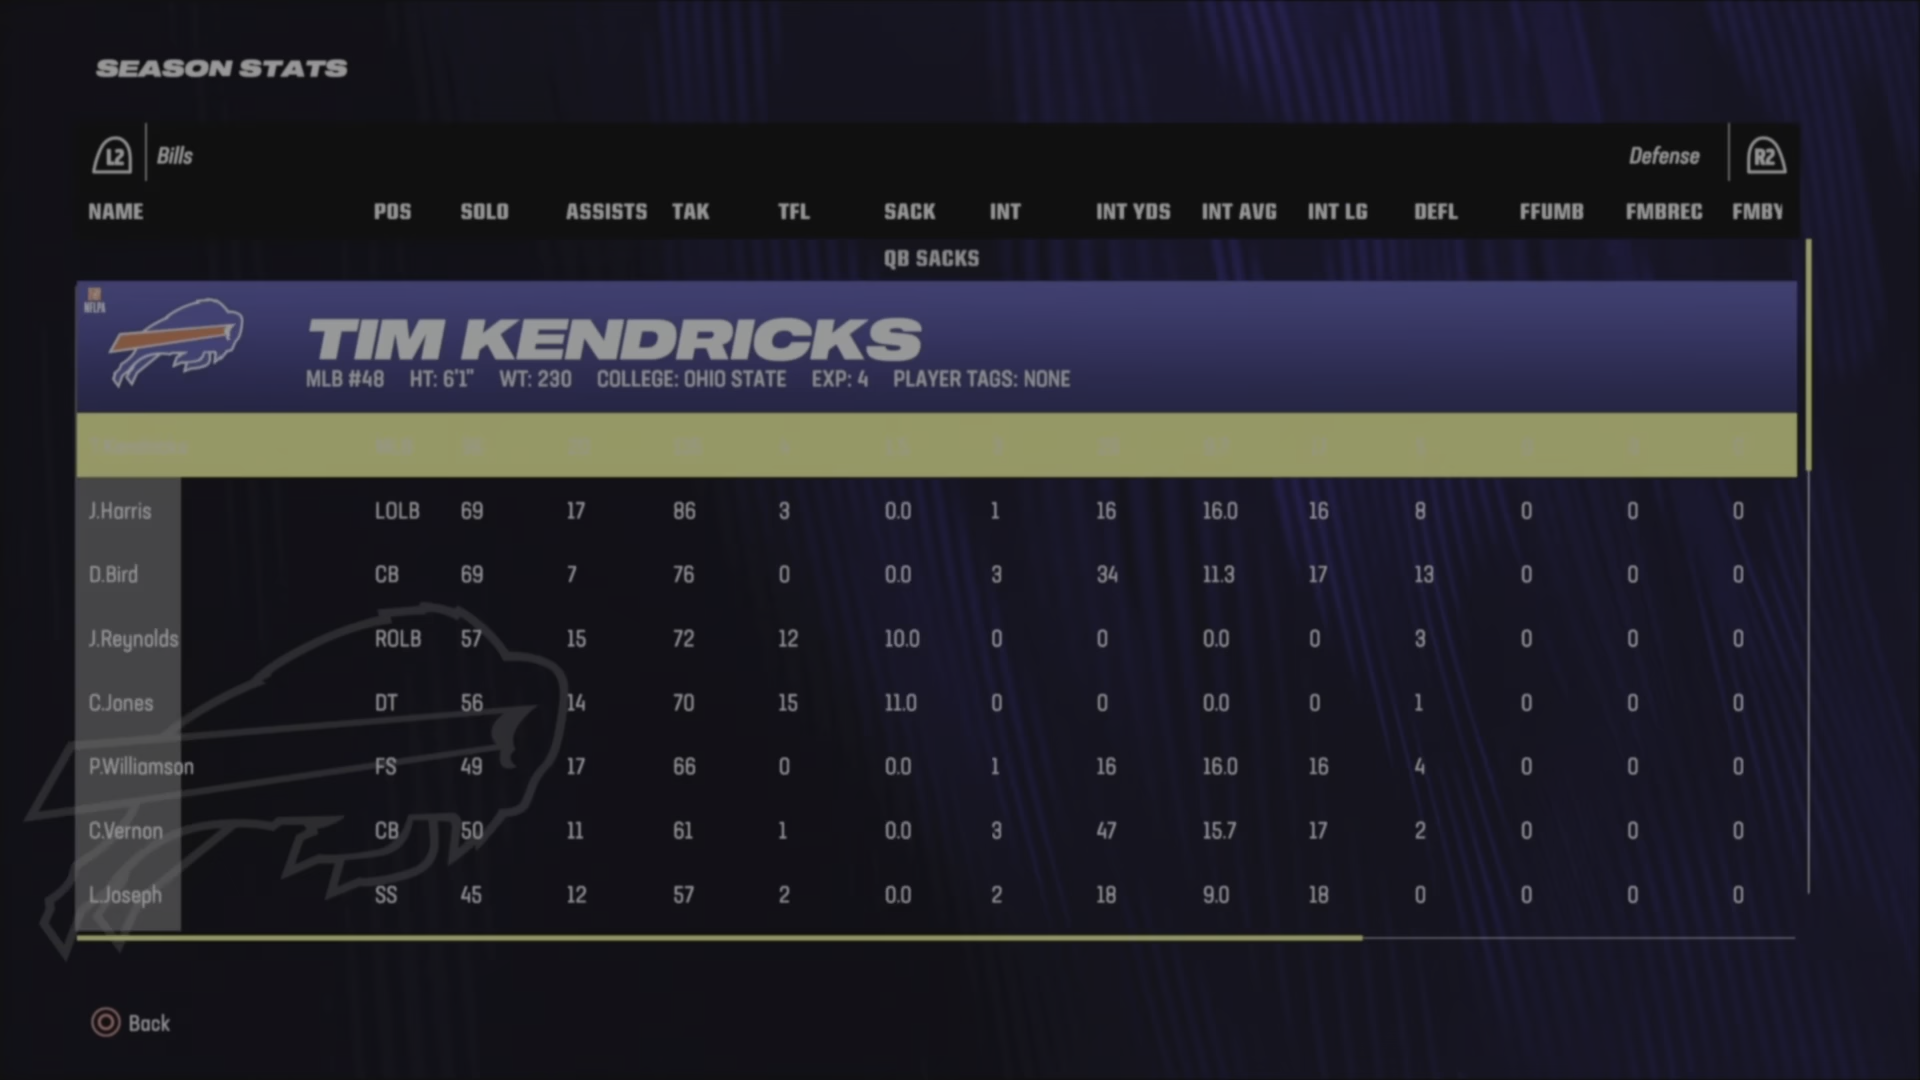 SEASON STATS
L2 Bills Defense R2
NAME POS SOLO ASSISTS TAK TFL SACK INT INT YDS INT AVG INT LG DEFL FFUMB FMBREC FMBY
QB SACKS
NFLPA
TIM KENDRICKS
MLB #48 HT: 6'1" WT: 230 COLLEGE: OHIO STATE EXP: 4 PLAYER TAGS: NONE
J.Harris LOLB 69 17 86 3 0.0 1 16 16.0 16 8 0 0 0
D.Bird CB 69 7 76 0 0.0 3 34 11.3 17 13 0 0 0
J.Reynolds ROLB 57 15 72 12 10.0 0 0 0.0 0 3 0 0 0
C.Jones DT 56 14 70 15 11.0 0 0 0.0 0 1 0 0 0
P.Williamson FS 49 17 66 0 0.0 1 16 16.0 16 4 0 0 0
C.Vernon CB 50 11 61 1 0.0 3 47 15.7 17 2 0 0 0
L.Joseph SS 45 12 57 2 0.0 2 18 9.0 18 0 0 0 0
Back